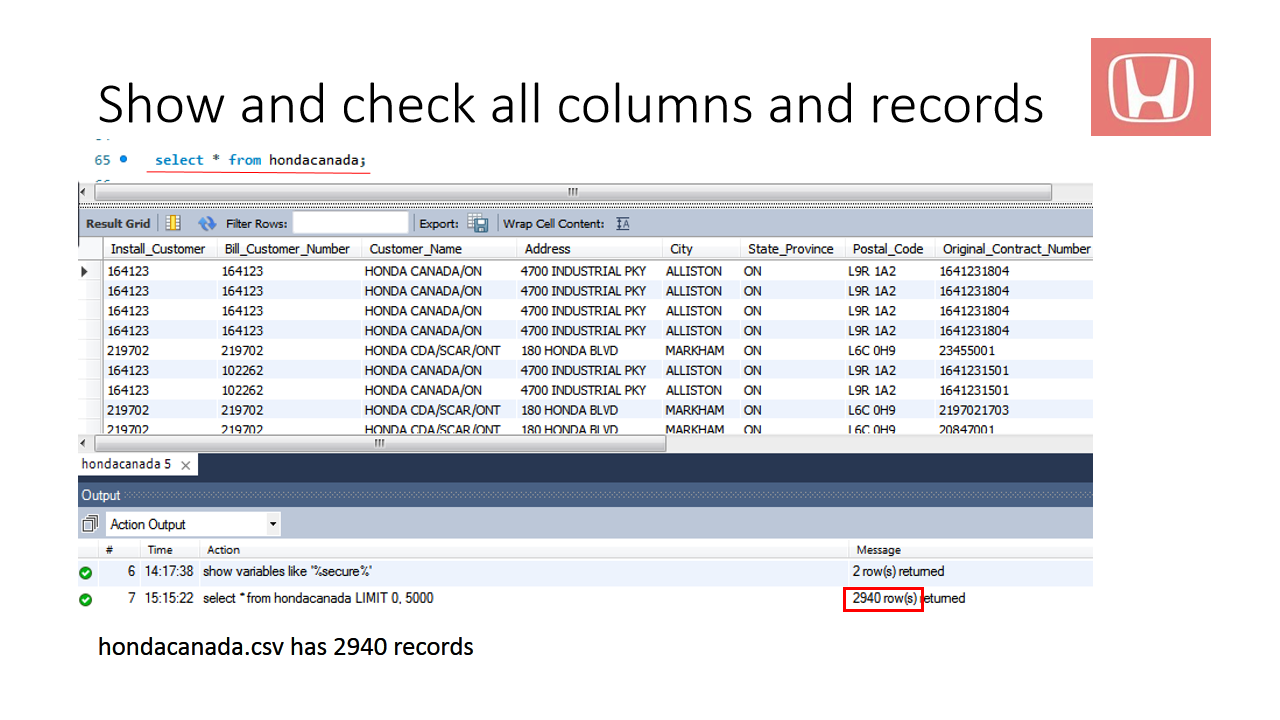 Show and check all columns and records
65 select * from hondacanada;
Result Grid Filter Rows: Export: Wrap Cell Content:
Install_Customer Bill_Customer_Number Customer_Name Address City State_Province Postal_Code Original_Contract_Number
164123 164123 HONDA CANADA/ON 4700 INDUSTRIAL PKY ALLISTON ON L9R 1A2 1641231804
164123 164123 HONDA CANADA/ON 4700 INDUSTRIAL PKY ALLISTON ON L9R 1A2 1641231804
164123 164123 HONDA CANADA/ON 4700 INDUSTRIAL PKY ALLISTON ON L9R 1A2 1641231804
164123 164123 HONDA CANADA/ON 4700 INDUSTRIAL PKY ALLISTON ON L9R 1A2 1641231804
219702 219702 HONDA CDA/SCAR/ONT 180 HONDA BLVD MARKHAM ON L6C 0H9 23455001
164123 102262 HONDA CANADA/ON 4700 INDUSTRIAL PKY ALLISTON ON L9R 1A2 1641231501
164123 102262 HONDA CANADA/ON 4700 INDUSTRIAL PKY ALLISTON ON L9R 1A2 1641231501
219702 219702 HONDA CDA/SCAR/ONT 180 HONDA BLVD MARKHAM ON L6C 0H9 2197021703
219702 219702 HONDA CDA/SCAR/ONT 180 HONDA BLVD MARKHAM ON L6C 0H9 20847001
hondacanada 5
Output
Action Output
# Time Action Message
6 14:17:38 show variables like '%secure%' 2 row(s) returned
7 15:15:22 select * from hondacanada LIMIT 0, 5000 2940 row(s) returned
hondacanada.csv has 2940 records